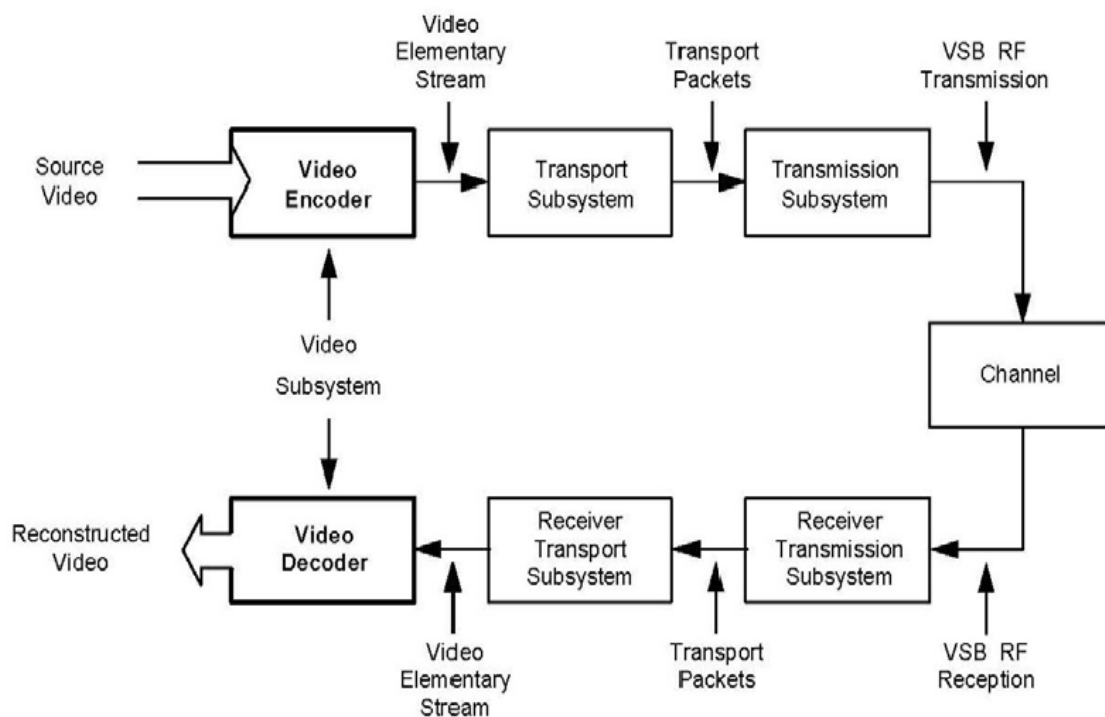 Video
Elementary
Stream
Transport
Packets
VSB RF
Transmission
Source
Video
Video
Encoder
Transport
Subsystem
Transmission
Subsystem
Video
Subsystem
Channel
Reconstructed
Video
Video
Decoder
Receiver
Transport
Subsystem
Receiver
Transmission
Subsystem
Video
Elementary
Stream
Transport
Packets
VSB RF
Reception